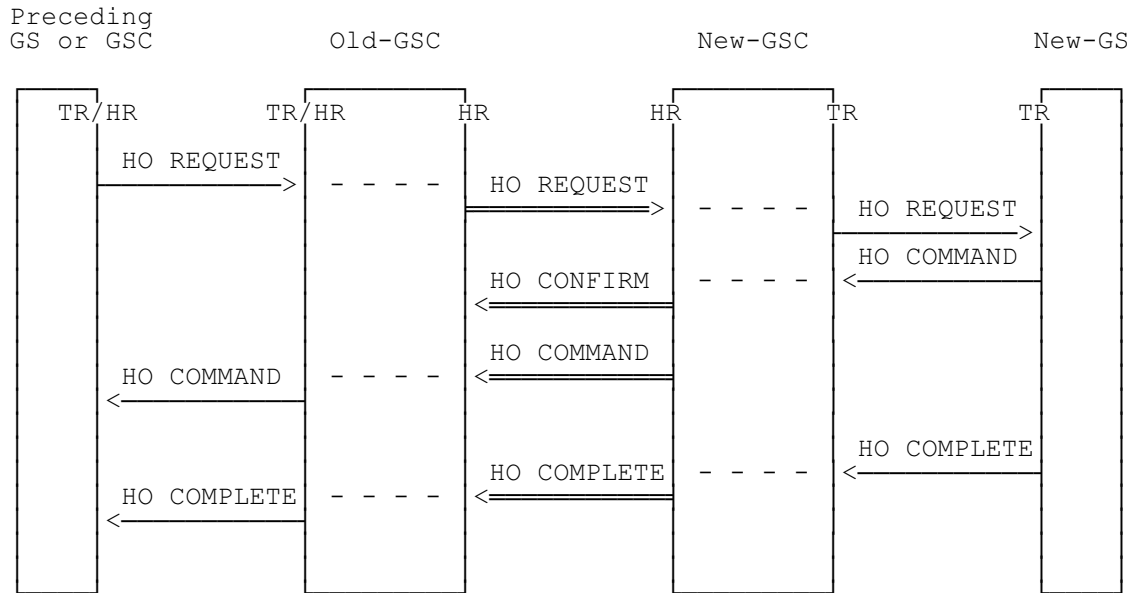 Preceding
GS or GSC Old-GSC New-GSC New-GS
TR/HR TR/HR HR HR TR TR
HO REQUEST
HO REQUEST
HO REQUEST
HO COMMAND
HO CONFIRM
HO COMMAND
HO COMMAND
HO COMPLETE
HO COMPLETE
HO COMPLETE